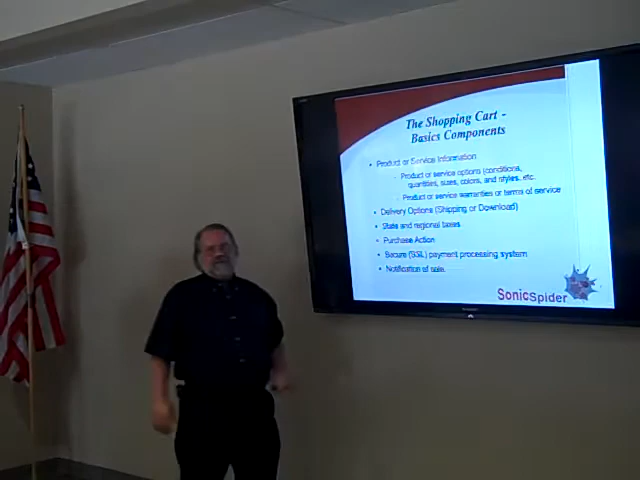 The Shopping Cart -
Basics Components
• Product or Service Information
- Product or service options (conditions,
quantities, sizes, colors, and styles, etc.
- Product or service warranties or terms of service
• Delivery Options (Shipping or Download)
• State and regional taxes
• Purchase Action
• Secure (SSL) payment processing system
• Notification of sale.
SonicSpider